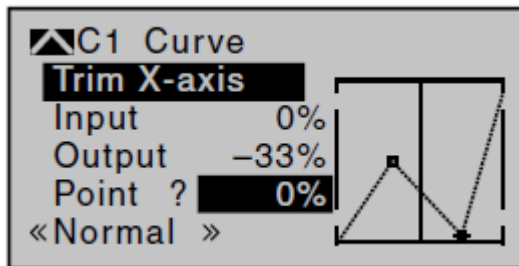 C1 Curve
Trim X-axis
Input 0%
Output –33%
Point ? 0%
«Normal »